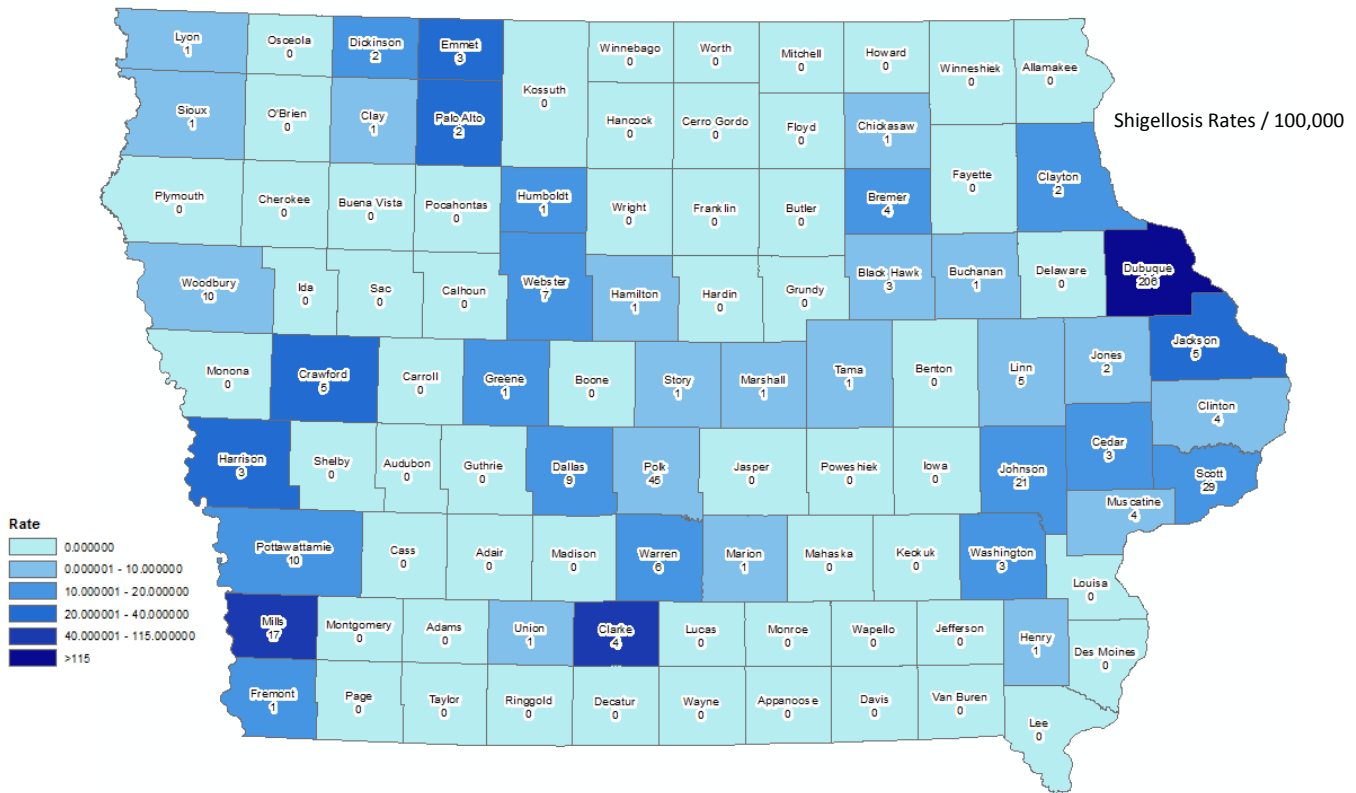 Lyon
1
Osceola
0
Dickinson
2
Emmet
3
Kossuth
0
Winnebago
0
Worth
0
Mitchell
0
Howard
0
Winneshiek
0
Allamakee
0
Shigellosis Rates / 100,000
Sioux
1
O'Brien
0
Clay
1
Palo Alto
2
Hancock
0
Cerro Gordo
0
Floyd
0
Chickasaw
1
Fayette
0
Clayton
2
Plymouth
0
Cherokee
0
Buena Vista
0
Pocahontas
0
Humboldt
1
Wright
0
Franklin
0
Butler
0
Bremer
4
Woodbury
10
Ida
0
Sac
0
Calhoun
0
Webster
7
Hamilton
1
Hardin
0
Grundy
0
Black Hawk
3
Buchanan
1
Delaware
0
Dubuque
206
Monona
0
Crawford
5
Carroll
0
Greene
1
Boone
0
Story
1
Marshall
1
Tama
1
Benton
0
Linn
5
Jones
2
Jackson
5
Clinton
4
Harrison
3
Shelby
0
Audubon
0
Guthrie
0
Dallas
9
Polk
45
Jasper
0
Poweshiek
0
Iowa
0
Johnson
21
Cedar
3
Scott
29
Muscatine
4
Pottawattamie
10
Cass
0
Adair
0
Madison
0
Warren
6
Marion
1
Mahaska
0
Keokuk
0
Washington
3
Louisa
0
Mills
17
Montgomery
0
Adams
0
Union
1
Clarke
4
Lucas
0
Monroe
0
Wapello
0
Jefferson
0
Henry
1
Des Moines
0
Fremont
1
Page
0
Taylor
0
Ringgold
0
Decatur
0
Wayne
0
Appanoose
0
Davis
0
Van Buren
0
Lee
0
Rate
0.000000
0.000001 - 10.000000
10.000001 - 20.000000
20.000001 - 40.000000
40.000001 - 115.000000
>115